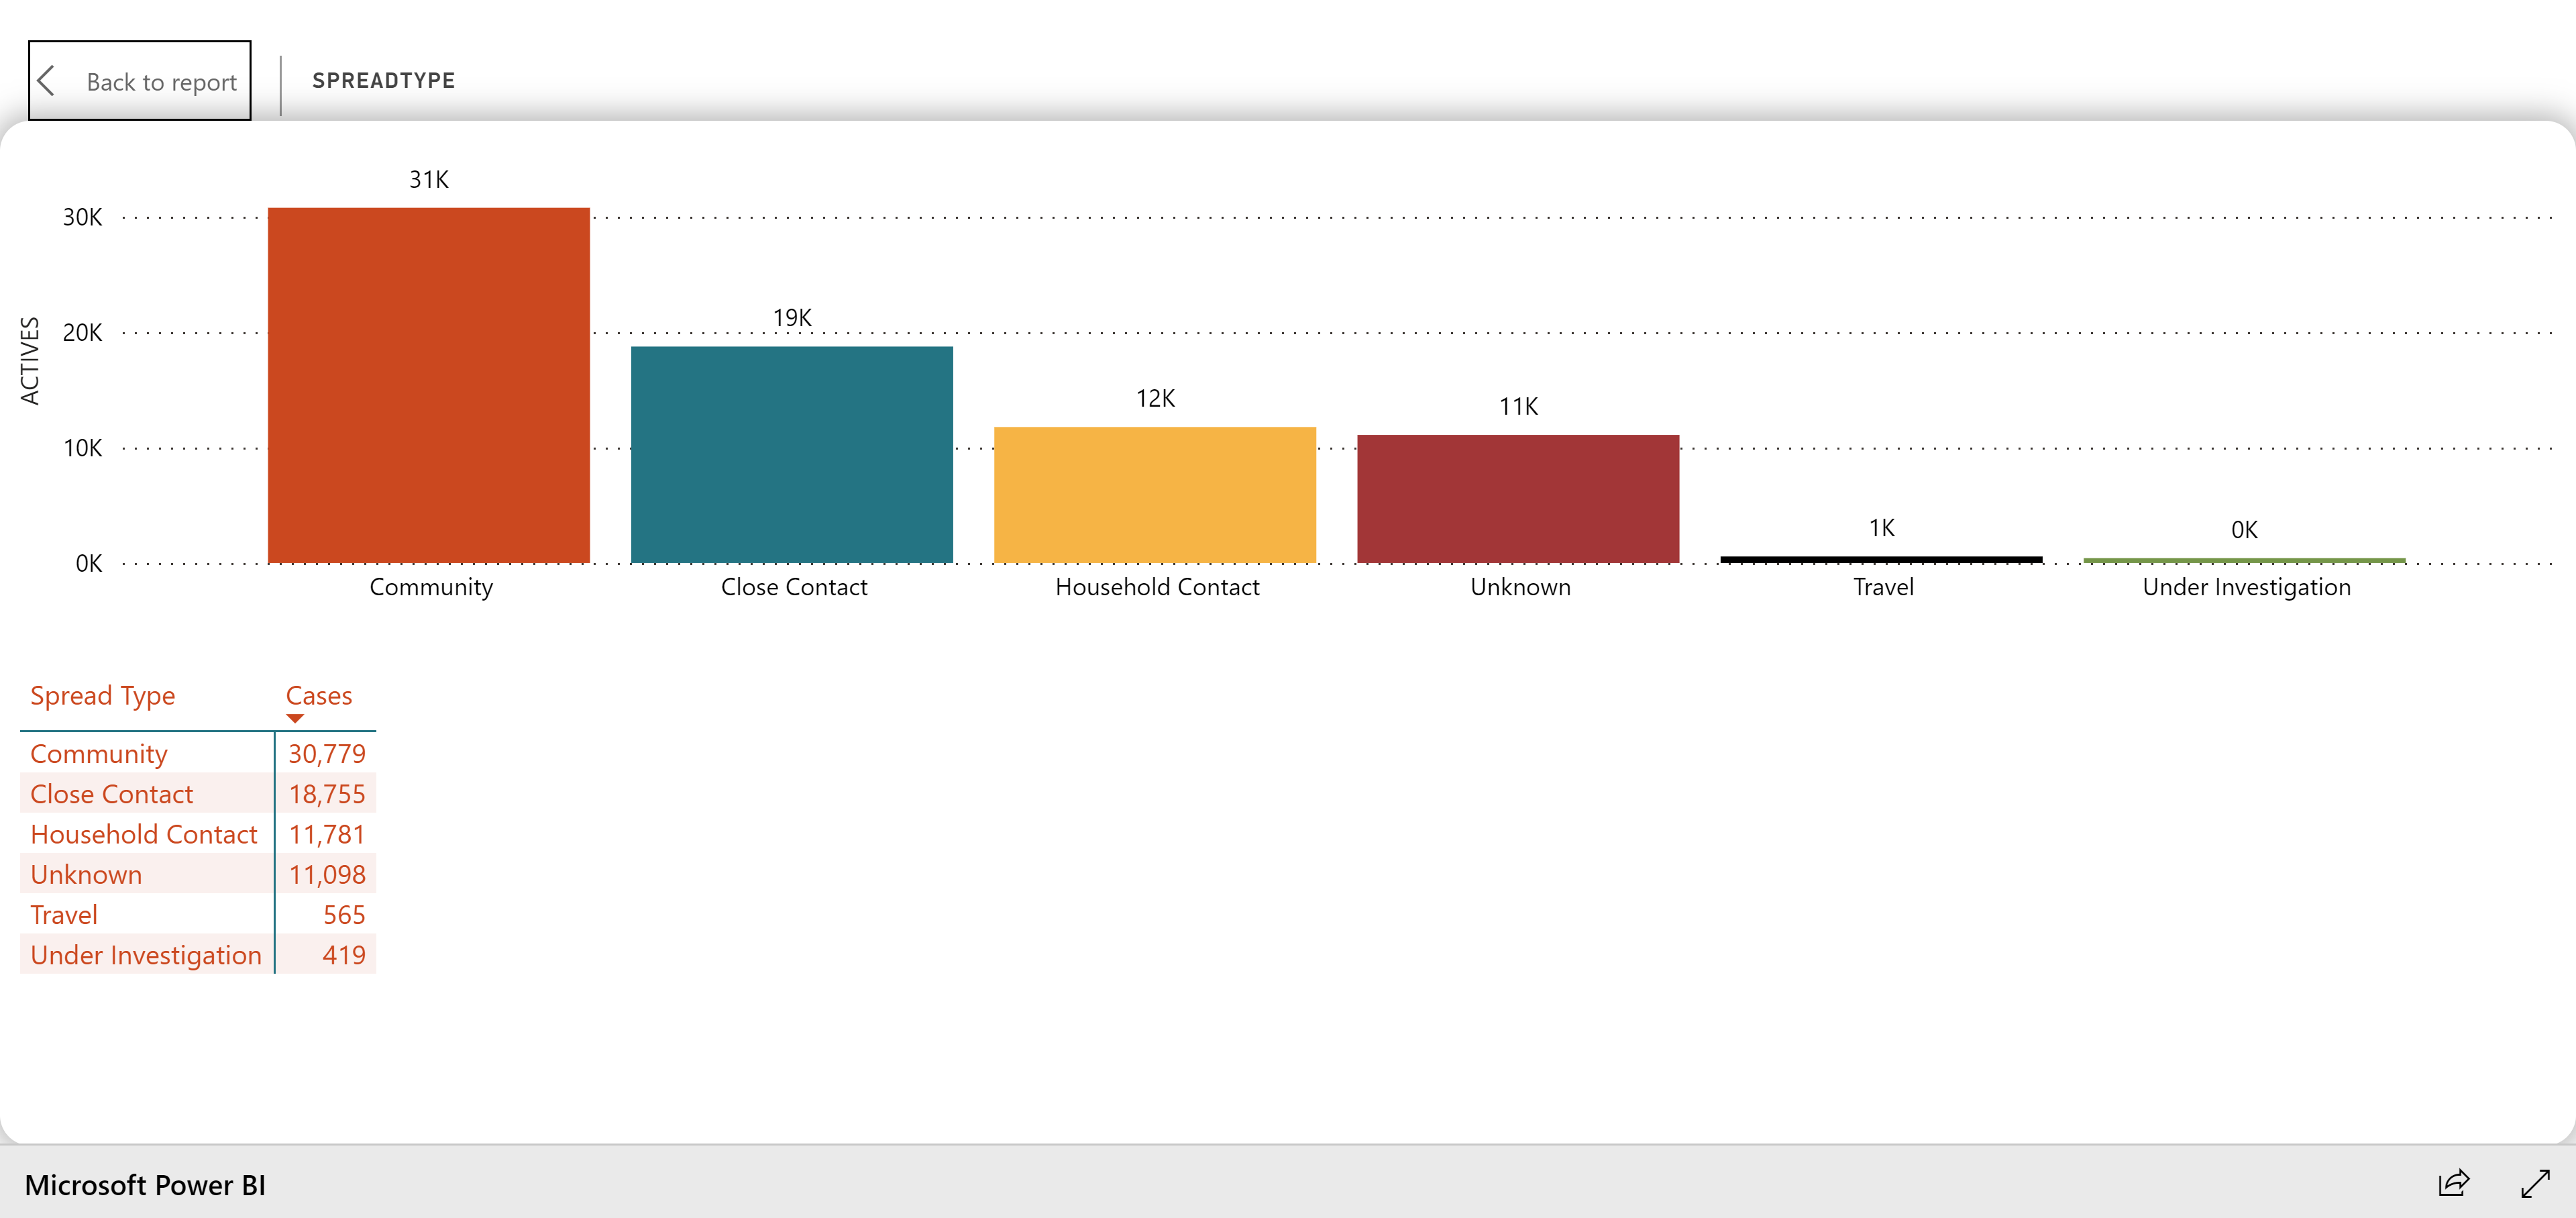 Back to report
SPREADTYPE
ACTIVES
30K
20K
10K
0K
31K
19K
12K
11K
1K
0K
Community
Close Contact
Household Contact
Unknown
Travel
Under Investigation
Spread Type Cases
Community 30,779
Close Contact 18,755
Household Contact 11,781
Unknown 11,098
Travel 565
Under Investigation 419
Microsoft Power BI